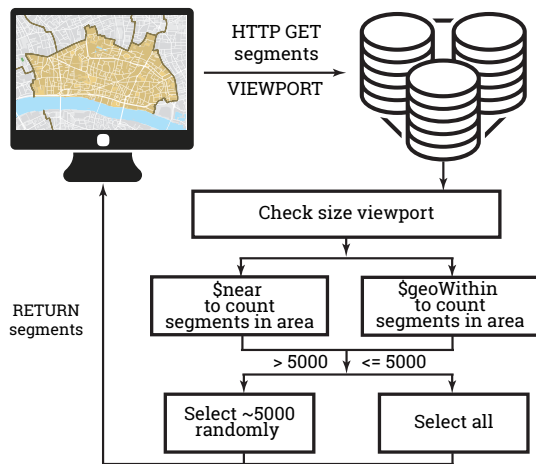 HTTP GET
segments
VIEWPORT
Check size viewport
$near
to count
segments in area
$geoWithin
to count
segments in area
RETURN
segments
> 5000
<= 5000
Select ~5000
randomly
Select all